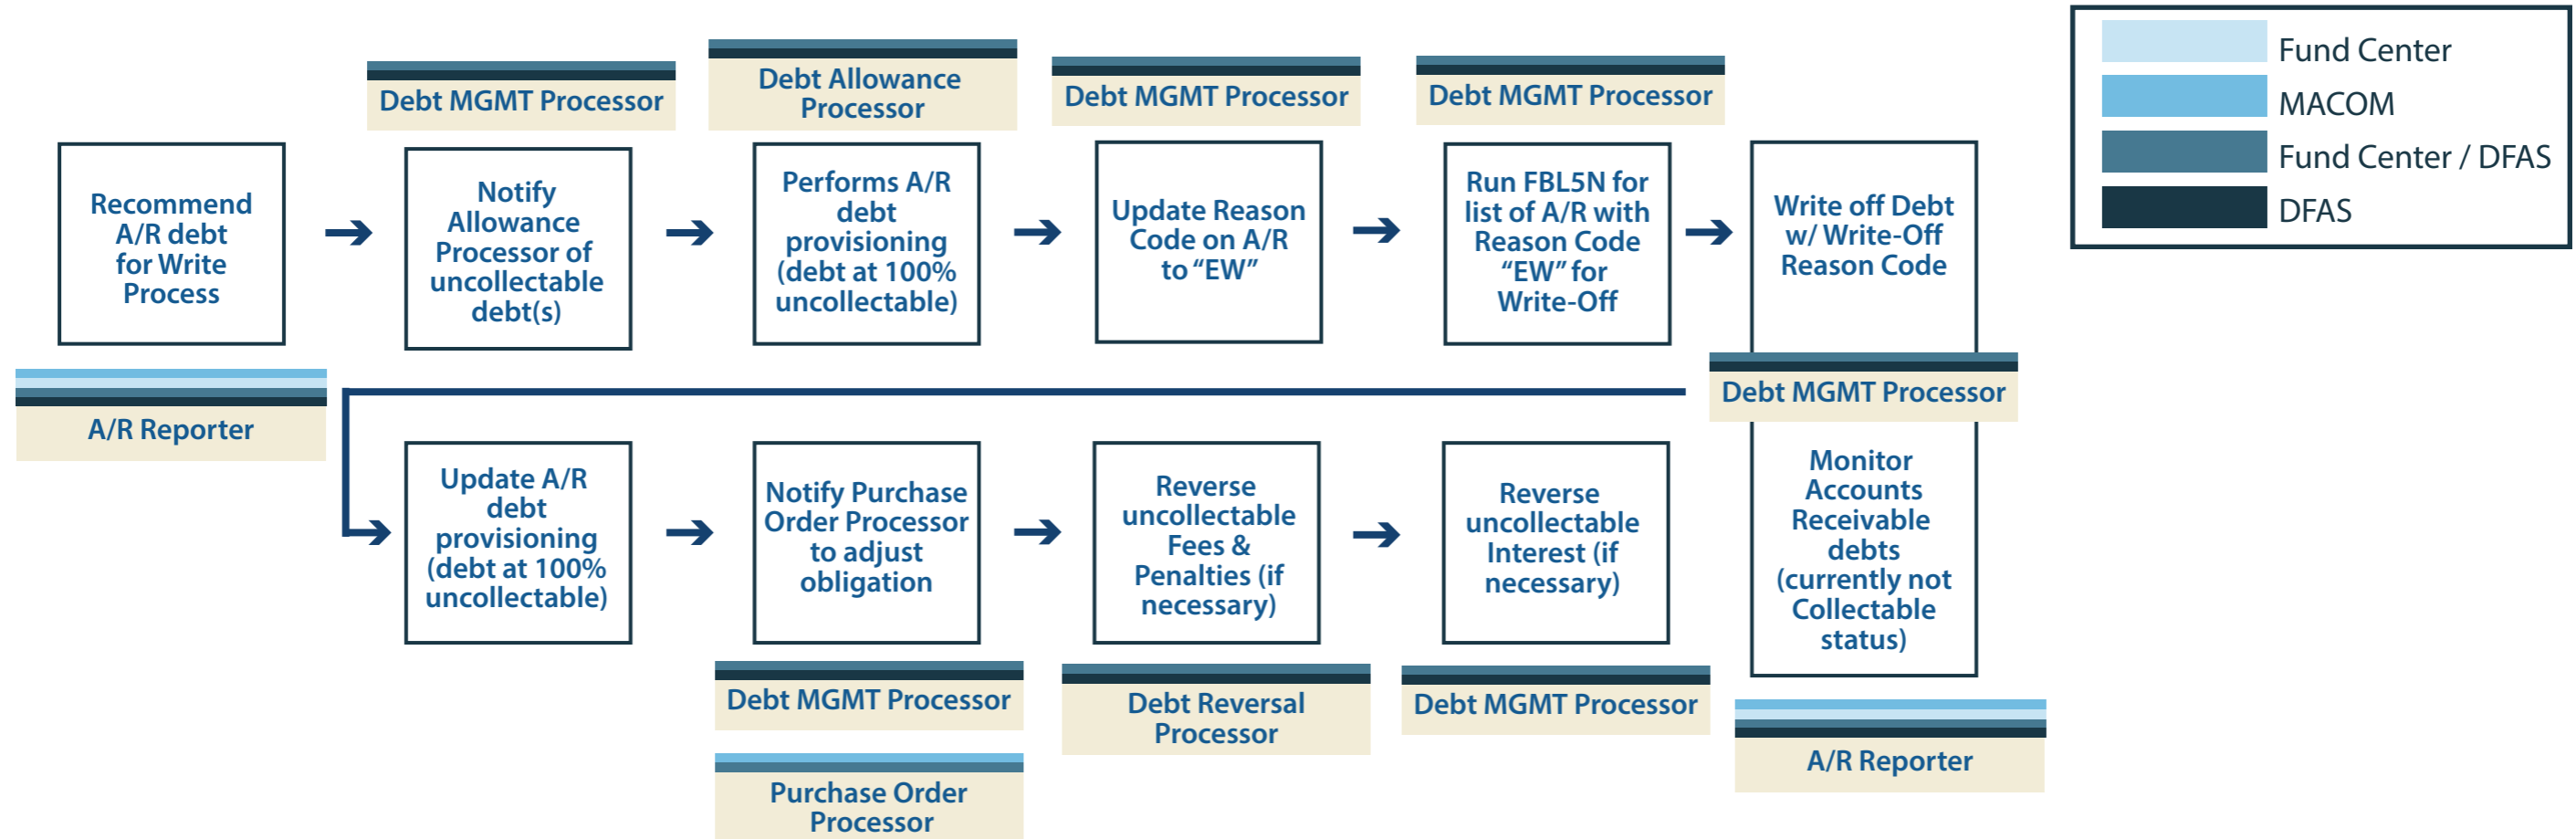 Fund Center
MACOM
Fund Center / DFAS
DFAS
Debt MGMT Processor
Debt Allowance
Processor
Debt MGMT Processor
Debt MGMT Processor
Recommend
A/R debt
for Write
Process
Notify
Allowance
Processor of
uncollectable
debt(s)
Performs A/R
debt
provisioning
(debt at 100%
uncollectable)
Update Reason
Code on A/R
to “EW”
Run FBL5N for
list of A/R with
Reason Code
“EW” for
Write-Off
Write off Debt
w/ Write-Off
Reason Code
A/R Reporter
Debt MGMT Processor
Update A/R
debt
provisioning
(debt at 100%
uncollectable)
Notify Purchase
Order Processor
to adjust
obligation
Reverse
uncollectable
Fees &
Penalties (if
necessary)
Reverse
uncollectable
Interest (if
necessary)
Monitor
Accounts
Receivable
debts
(currently not
Collectable
status)
Debt MGMT Processor
Purchase Order
Processor
Debt Reversal
Processor
Debt MGMT Processor
A/R Reporter